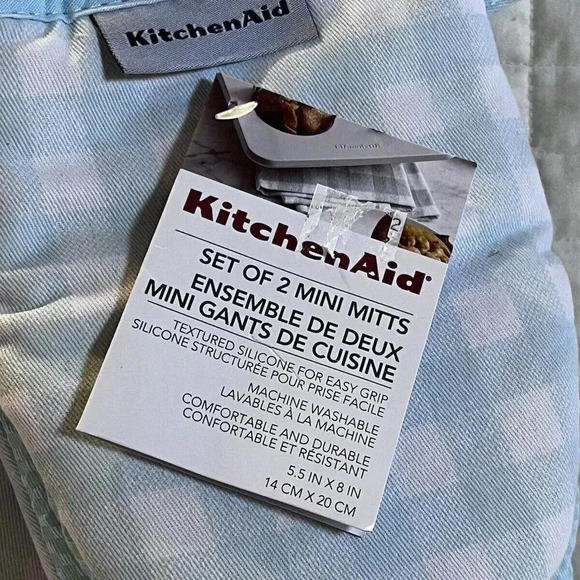 KitchenAid
KitchenAid
2
KitchenAid®
SET OF 2 MINI MITTS
ENSEMBLE DE DEUX
MINI GANTS DE CUISINE
TEXTURED SILICONE FOR EASY GRIP
SILICONE STRUCTURÉE POUR PRISE FACILE
MACHINE WASHABLE
LAVABLES À LA MACHINE
COMFORTABLE AND DURABLE
CONFORTABLE ET RÉSISTANT
5.5 IN X 8 IN
14 CM X 20 CM